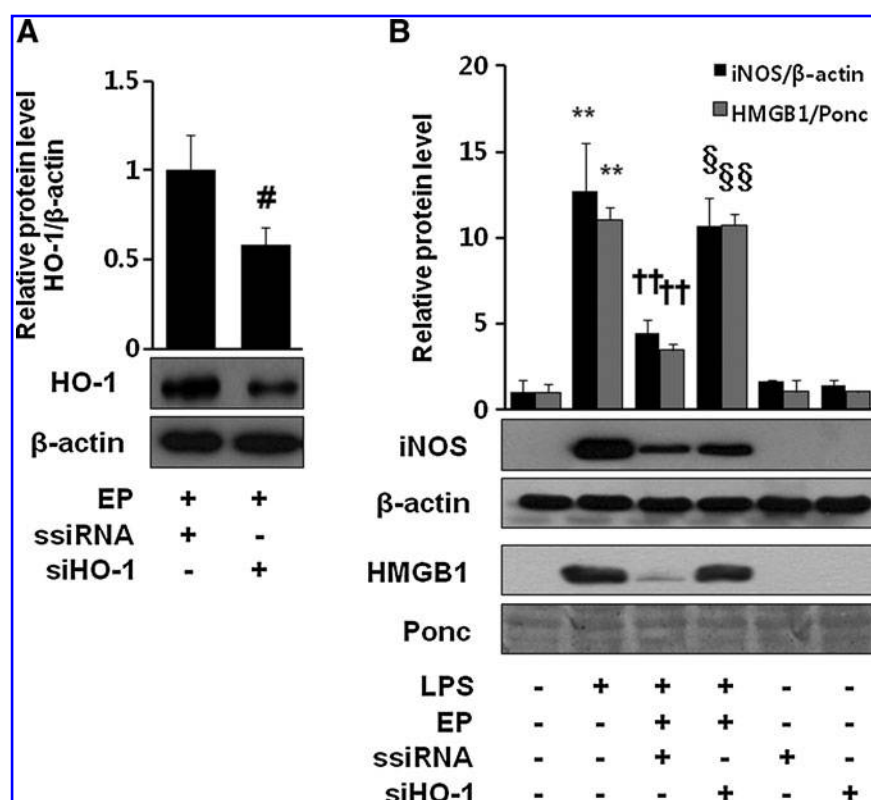 A
Relative protein level
HO-1/β-actin
1.5
1
0.5
0
#
HO-1
β-actin
EP + +
ssiRNA + -
siHO-1 - +
B
Relative protein level
20
15
10
5
0
iNOS/β-actin
HMGB1/Ponc
**
**
††
††
§
§§
iNOS
β-actin
HMGB1
Ponc
LPS - + + + - -
EP - - + + - -
ssiRNA - - + - + -
siHO-1 - - - + - +